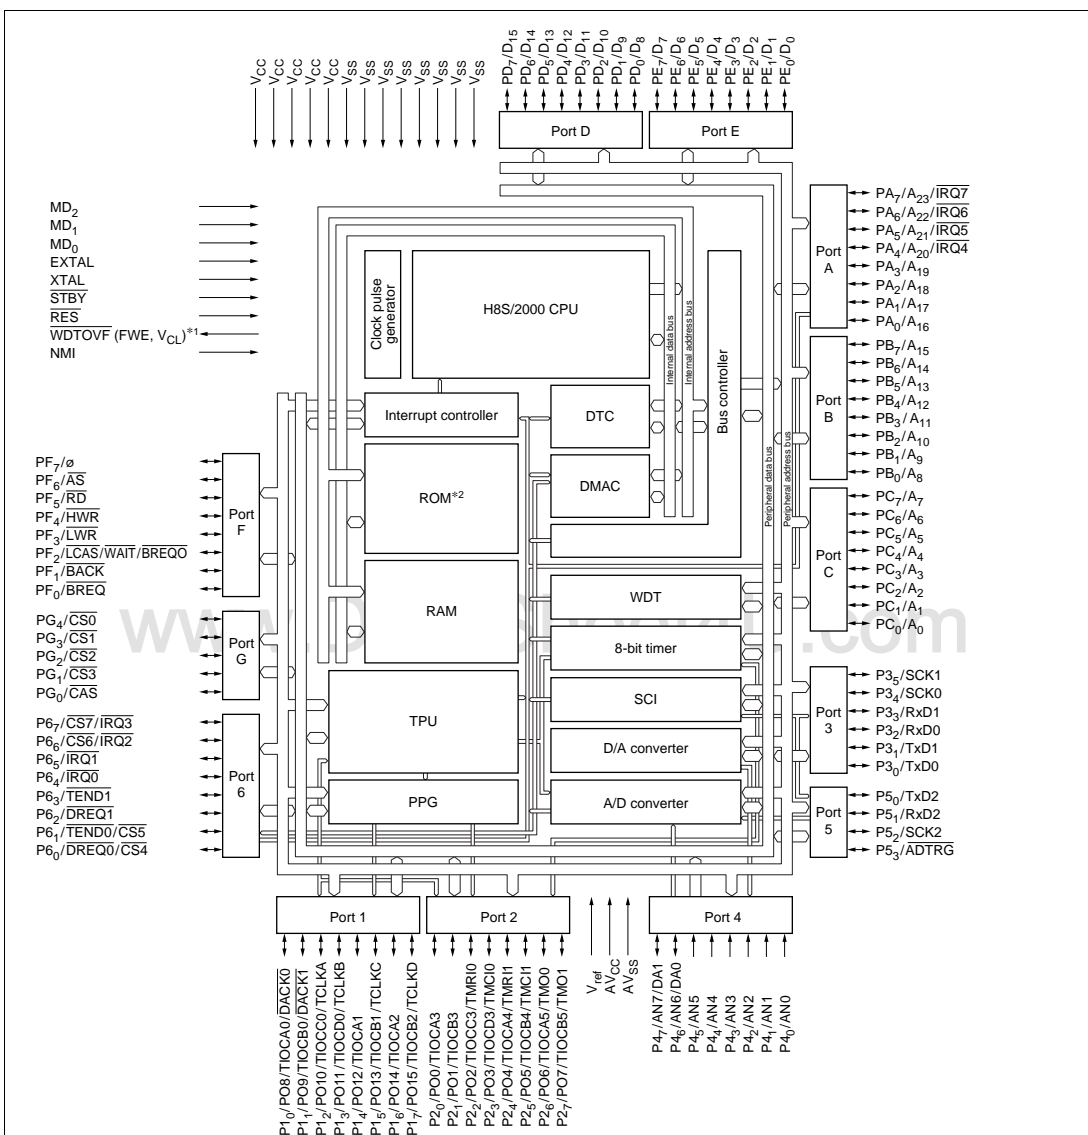 VCC
VCC
VCC
VCC
VCC
VSS
VSS
VSS
VSS
VSS
VSS
VSS
VSS
PD7/D15
PD6/D14
PD5/D13
PD4/D12
PD3/D11
PD2/D10
PD1/D9
PD0/D8
PE7/D7
PE6/D6
PE5/D5
PE4/D4
PE3/D3
PE2/D2
PE1/D1
PE0/D0
Port D
Port E
MD2
MD1
MD0
EXTAL
XTAL
STBY
RES
WDTOVF (FWE, VCL)*1
NMI
Clock pulse generator
H8S/2000 CPU
Internal data bus
Internal address bus
Bus controller
Peripheral data bus
Peripheral address bus
Interrupt controller
DTC
ROM*2
DMAC
RAM
WDT
8-bit timer
TPU
SCI
D/A converter
PPG
A/D converter
Port A
PA7/A23/IRQ7
PA6/A22/IRQ6
PA5/A21/IRQ5
PA4/A20/IRQ4
PA3/A19
PA2/A18
PA1/A17
PA0/A16
Port B
PB7/A15
PB6/A14
PB5/A13
PB4/A12
PB3/A11
PB2/A10
PB1/A9
PB0/A8
Port C
PC7/A7
PC6/A6
PC5/A5
PC4/A4
PC3/A3
PC2/A2
PC1/A1
PC0/A0
Port 3
P35/SCK1
P34/SCK0
P33/RxD1
P32/RxD0
P31/TxD1
P30/TxD0
Port 5
P50/TxD2
P51/RxD2
P52/SCK2
P53/ADTRG
PF7/ø
PF6/AS
PF5/RD
PF4/HWR
PF3/LWR
PF2/LCAS/WAIT/BREQO
PF1/BACK
PF0/BREQ
Port F
PG4/CS0
PG3/CS1
PG2/CS2
PG1/CS3
PG0/CAS
Port G
P67/CS7/IRQ3
P66/CS6/IRQ2
P65/IRQ1
P64/IRQ0
P63/TEND1
P62/DREQ1
P61/TEND0/CS5
P60/DREQ0/CS4
Port 6
Port 1
Port 2
Port 4
P10/PO8/TIOCA0/DACK0
P11/PO9/TIOCB0/DACK1
P12/PO10/TIOCC0/TCLKA
P13/PO11/TIOCD0/TCLKB
P14/PO12/TIOCA1
P15/PO13/TIOCB1/TCLKC
P16/PO14/TIOCA2
P17/PO15/TIOCB2/TCLKD
P20/PO0/TIOCA3
P21/PO1/TIOCB3
P22/PO2/TIOCC3/TMRI0
P23/PO3/TIOCD3/TMCI0
P24/PO4/TIOCA4/TMRI1
P25/PO5/TIOCB4/TMCI1
P26/PO6/TIOCA5/TMO0
P27/PO7/TIOCB5/TMO1
Vref
AVCC
AVSS
P47/AN7/DA1
P46/AN6/DA0
P45/AN5
P44/AN4
P43/AN3
P42/AN2
P41/AN1
P40/AN0